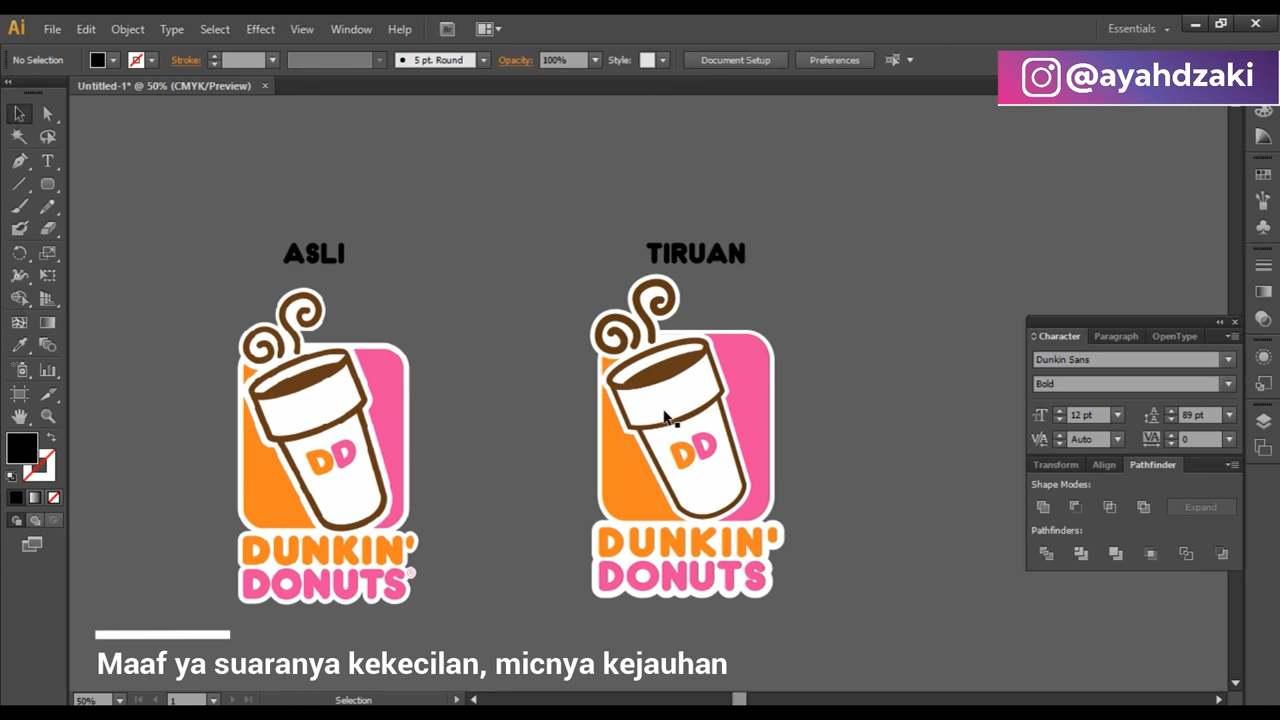 Ai File Edit Object Type Select Effect View Window Help Essentials
No Selection Stroke: 5 pt. Round Opacity: 100% Style: Document Setup Preferences
@ayahdzaki
Untitled-1* @ 50% (CMYK/Preview) ×
ASLI
TIRUAN
DD
DUNKIN'
DONUTS®
DD
DUNKIN'
DONUTS
Character Paragraph OpenType
Dunkin Sans
Bold
12 pt 89 pt
Auto 0
Transform Align Pathfinder
Shape Modes:
Expand
Pathfinders:
Maaf ya suaranya kekecilan, micnya kejauhan
50% 1 Selection